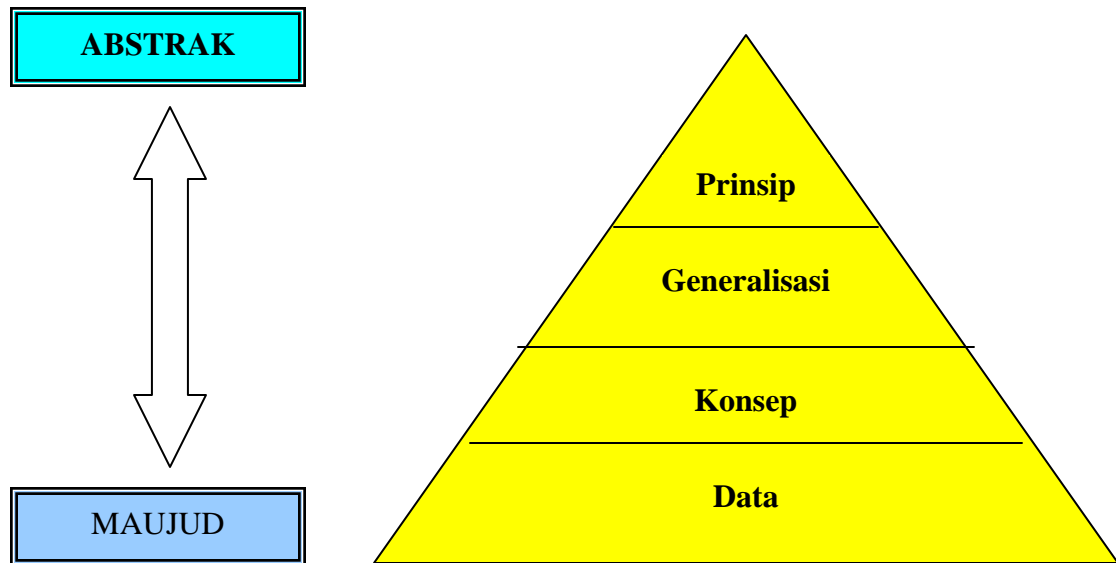 ABSTRAK
Prinsip
Generalisasi
Konsep
Data
MAUJUD